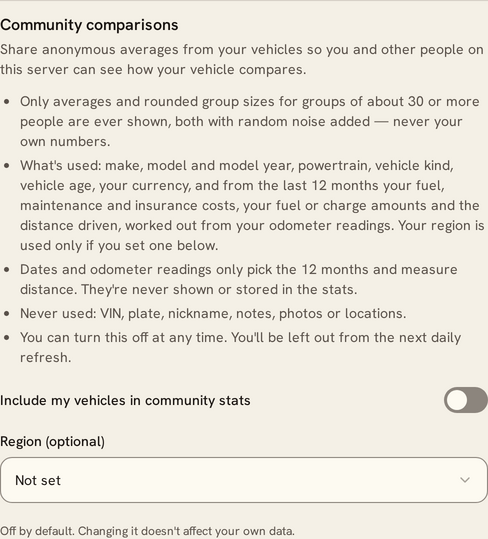 Community comparisons
Share anonymous averages from your vehicles so you and other people on
this server can see how your vehicle compares.
• Only averages and rounded group sizes for groups of about 30 or more
people are ever shown, both with random noise added — never your
own numbers.
• What's used: make, model and model year, powertrain, vehicle kind,
vehicle age, your currency, and from the last 12 months your fuel,
maintenance and insurance costs, your fuel or charge amounts and the
distance driven, worked out from your odometer readings. Your region is
used only if you set one below.
• Dates and odometer readings only pick the 12 months and measure
distance. They're never shown or stored in the stats.
• Never used: VIN, plate, nickname, notes, photos or locations.
• You can turn this off at any time. You'll be left out from the next daily
refresh.
Include my vehicles in community stats
Region (optional)
Not set
Off by default. Changing it doesn't affect your own data.